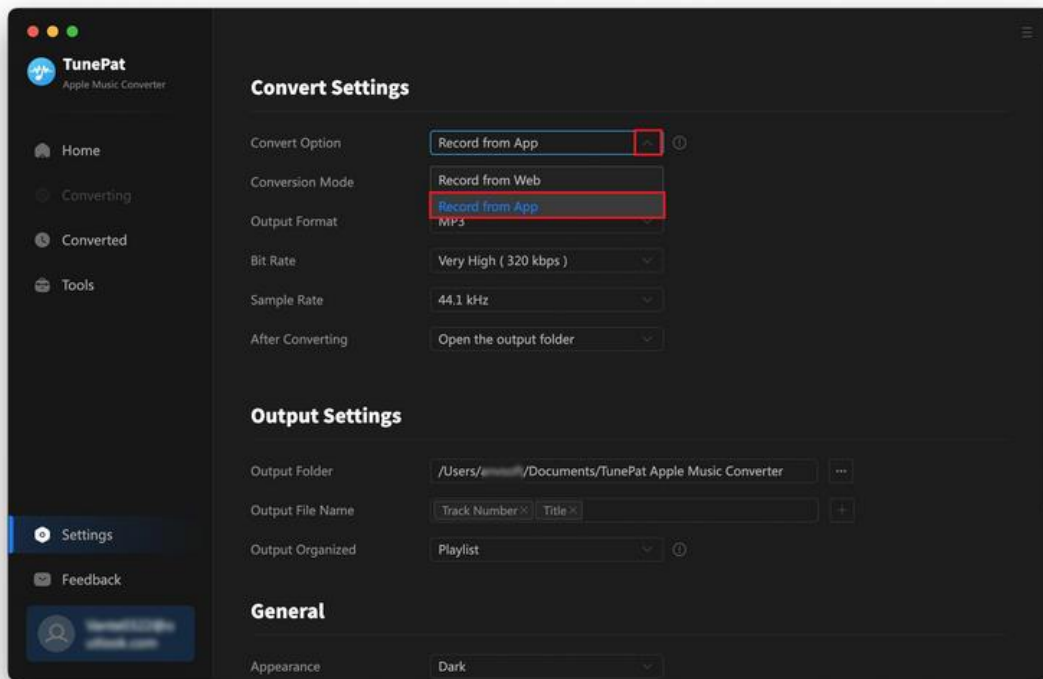 TunePat
Apple Music Converter
Home
Converting
Converted
Tools
Settings
Feedback
Convert Settings
Convert Option Record from App
Record from Web
Conversion Mode
Record from App
Output Format MP3
Bit Rate Very High ( 320 kbps )
Sample Rate 44.1 kHz
After Converting Open the output folder
Output Settings
Output Folder /Users/ /Documents/TunePat Apple Music Converter
Output File Name Track Number× Title×
Output Organized Playlist
General
Appearance Dark